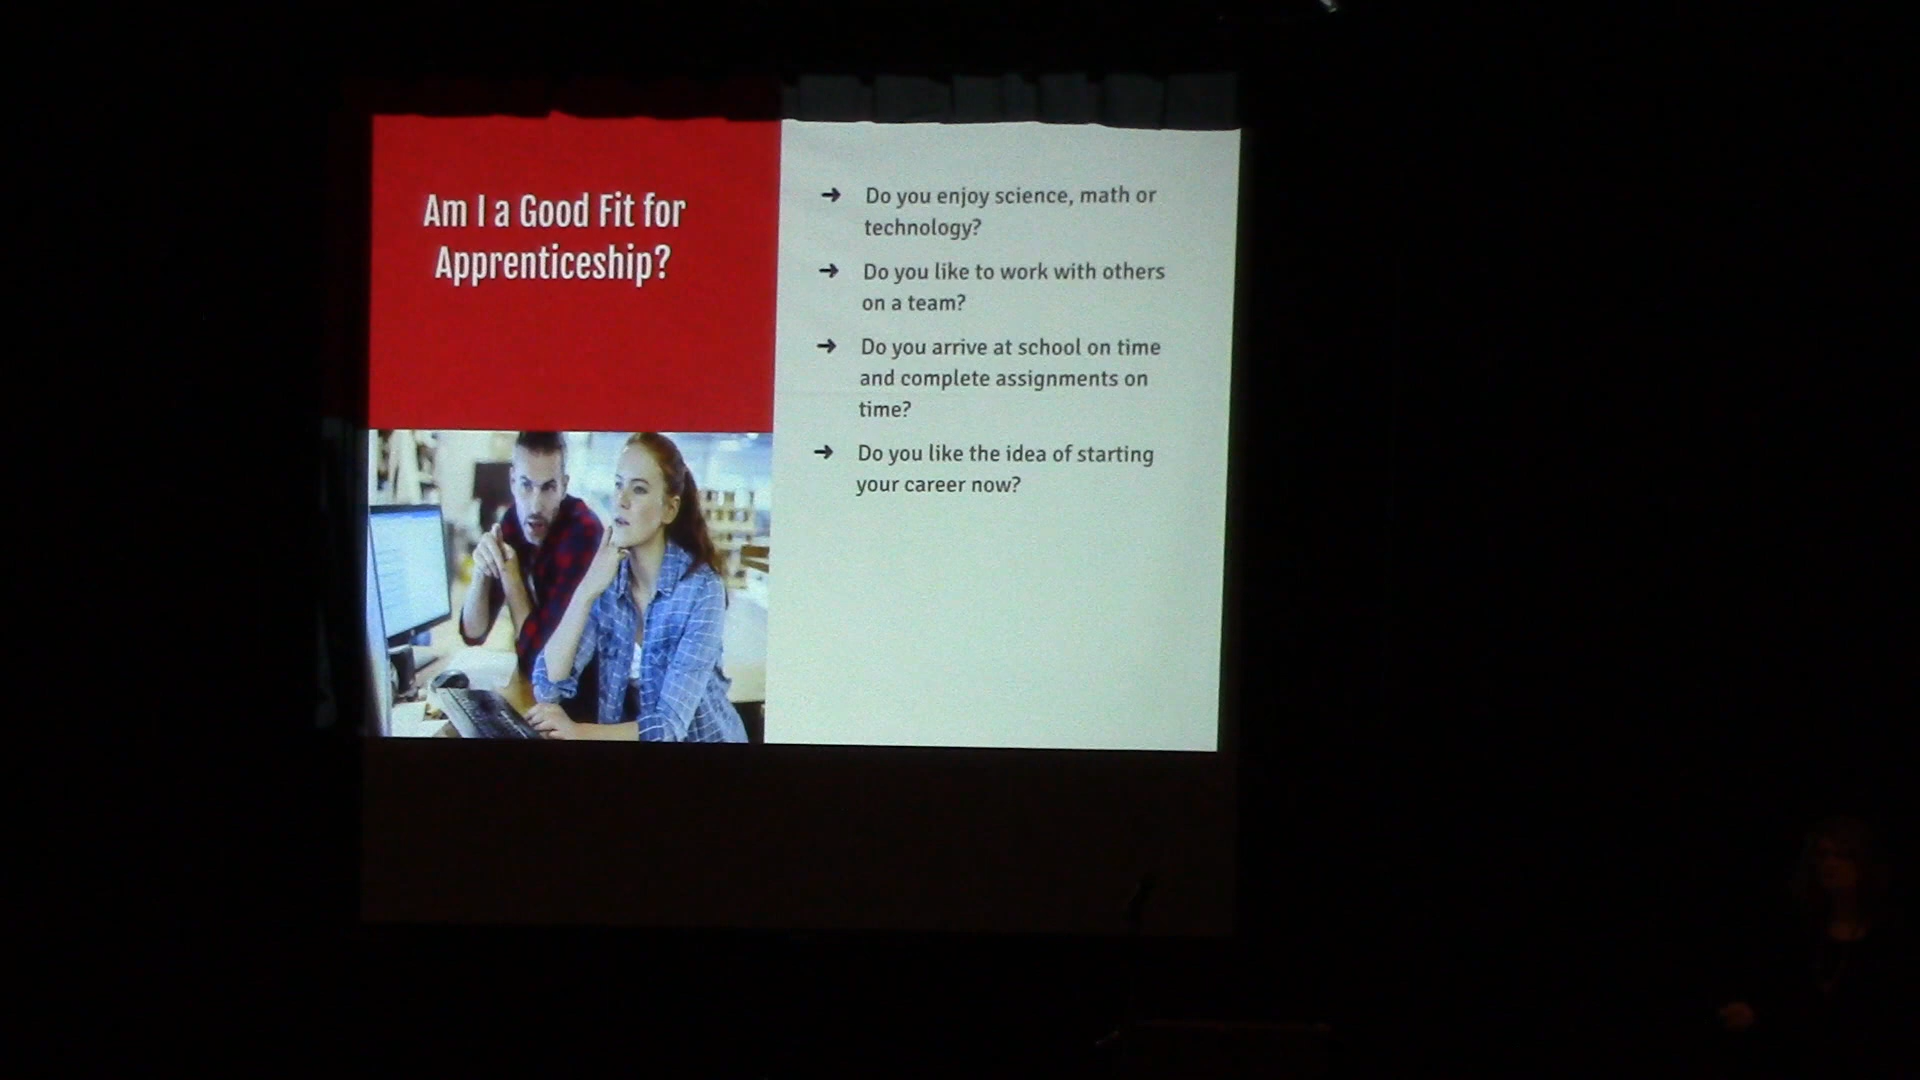 Am I a Good Fit for
Apprenticeship?
➜ Do you enjoy science, math or
technology?
➜ Do you like to work with others
on a team?
➜ Do you arrive at school on time
and complete assignments on
time?
➜ Do you like the idea of starting
your career now?